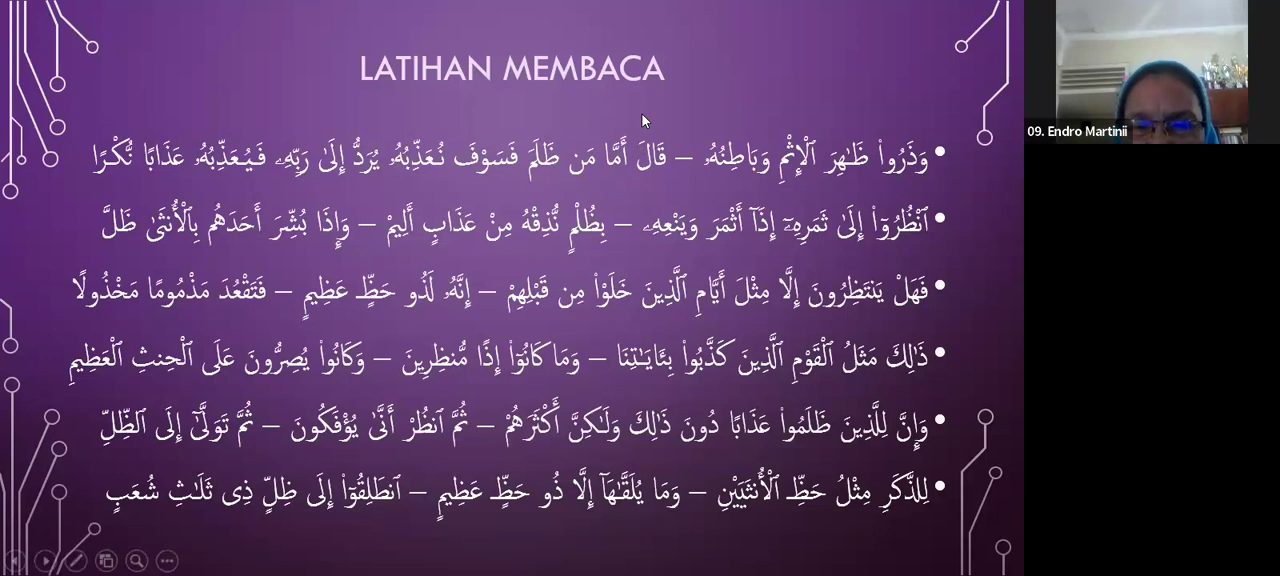 LATIHAN MEMBACA
• وَذَرُوا۟ ظَٰهِرَ ٱلْإِثْمِ وَبَاطِنَهُۥ – قَالَ أَمَّا مَن ظَلَمَ فَسَوْفَ نُعَذِّبُهُۥ يُرَدُّ إِلَىٰ رَبِّهِۦ فَيُعَذِّبُهُۥ عَذَابًا نُّكْرًا
• ٱنْظُرُوٓا۟ إِلَىٰ ثَمَرِهِۦٓ إِذَآ أَثْمَرَ وَيَنْعِهِۦ – بِظُلْمٍ نُّذِقْهُ مِنْ عَذَابٍ أَلِيمْ – وَإِذَا بُشِّرَ أَحَدَهُم بِٱلْأُنثَىٰ ظَلَّ
• فَهَلْ يَنتَظِرُونَ إِلَّا مِثْلَ أَيَّامِ ٱلَّذِينَ خَلَوْا۟ مِن قَبْلِهِمْ – إِنَّهُۥ لَذُو حَظٍّ عَظِيمٍ – فَتَقْعُدَ مَذْمُومًا مَخْذُولًا
• ذَٰلِكَ مَثَلُ ٱلْقَوْمِ ٱلَّذِينَ كَذَّبُوا۟ بِـَٔايَٰتِنَا – وَمَا كَانُوٓا۟ إِذًا مُّنظِرِينَ – وَكَانُوا۟ يُصِرُّونَ عَلَى ٱلْحِنثِ ٱلْعَظِيمِ
• وَإِنَّ لِلَّذِينَ ظَلَمُوا۟ عَذَابًا دُونَ ذَٰلِكَ وَلَٰكِنَّ أَكْثَرَهُمْ – ثُمَّ ٱنظُرْ أَنَّىٰ يُؤْفَكُونَ – ثُمَّ تَوَلَّىٰٓ إِلَى ٱلظِّلِّ
• لِلذَّكَرِ مِثْلُ حَظِّ ٱلْأُنثَيَيْنِ – وَمَا يُلَقَّىٰهَآ إِلَّا ذُو حَظٍّ عَظِيمٍ – ٱنطَلِقُوٓا۟ إِلَى ظِلٍّ ذِى ثَلَٰثِ شُعَبٍ
09. Endro Martinii